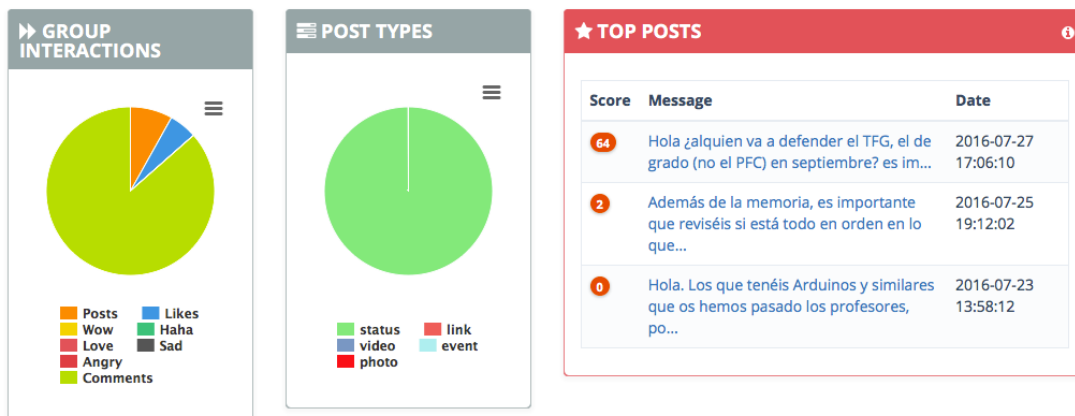 GROUP
INTERACTIONS
Posts
Likes
Wow
Haha
Love
Sad
Angry
Comments
POST TYPES
status
link
video
event
photo
TOP POSTS
Score Message Date
64 Hola ¿alquien va a defender el TFG, el de 2016-07-27
grado (no el PFC) en septiembre? es im... 17:06:10
2 Además de la memoria, es importante 2016-07-25
que reviséis si está todo en orden en lo 19:12:02
que...
0 Hola. Los que tenéis Arduinos y similares 2016-07-23
que os hemos pasado los profesores, 13:58:12
po...